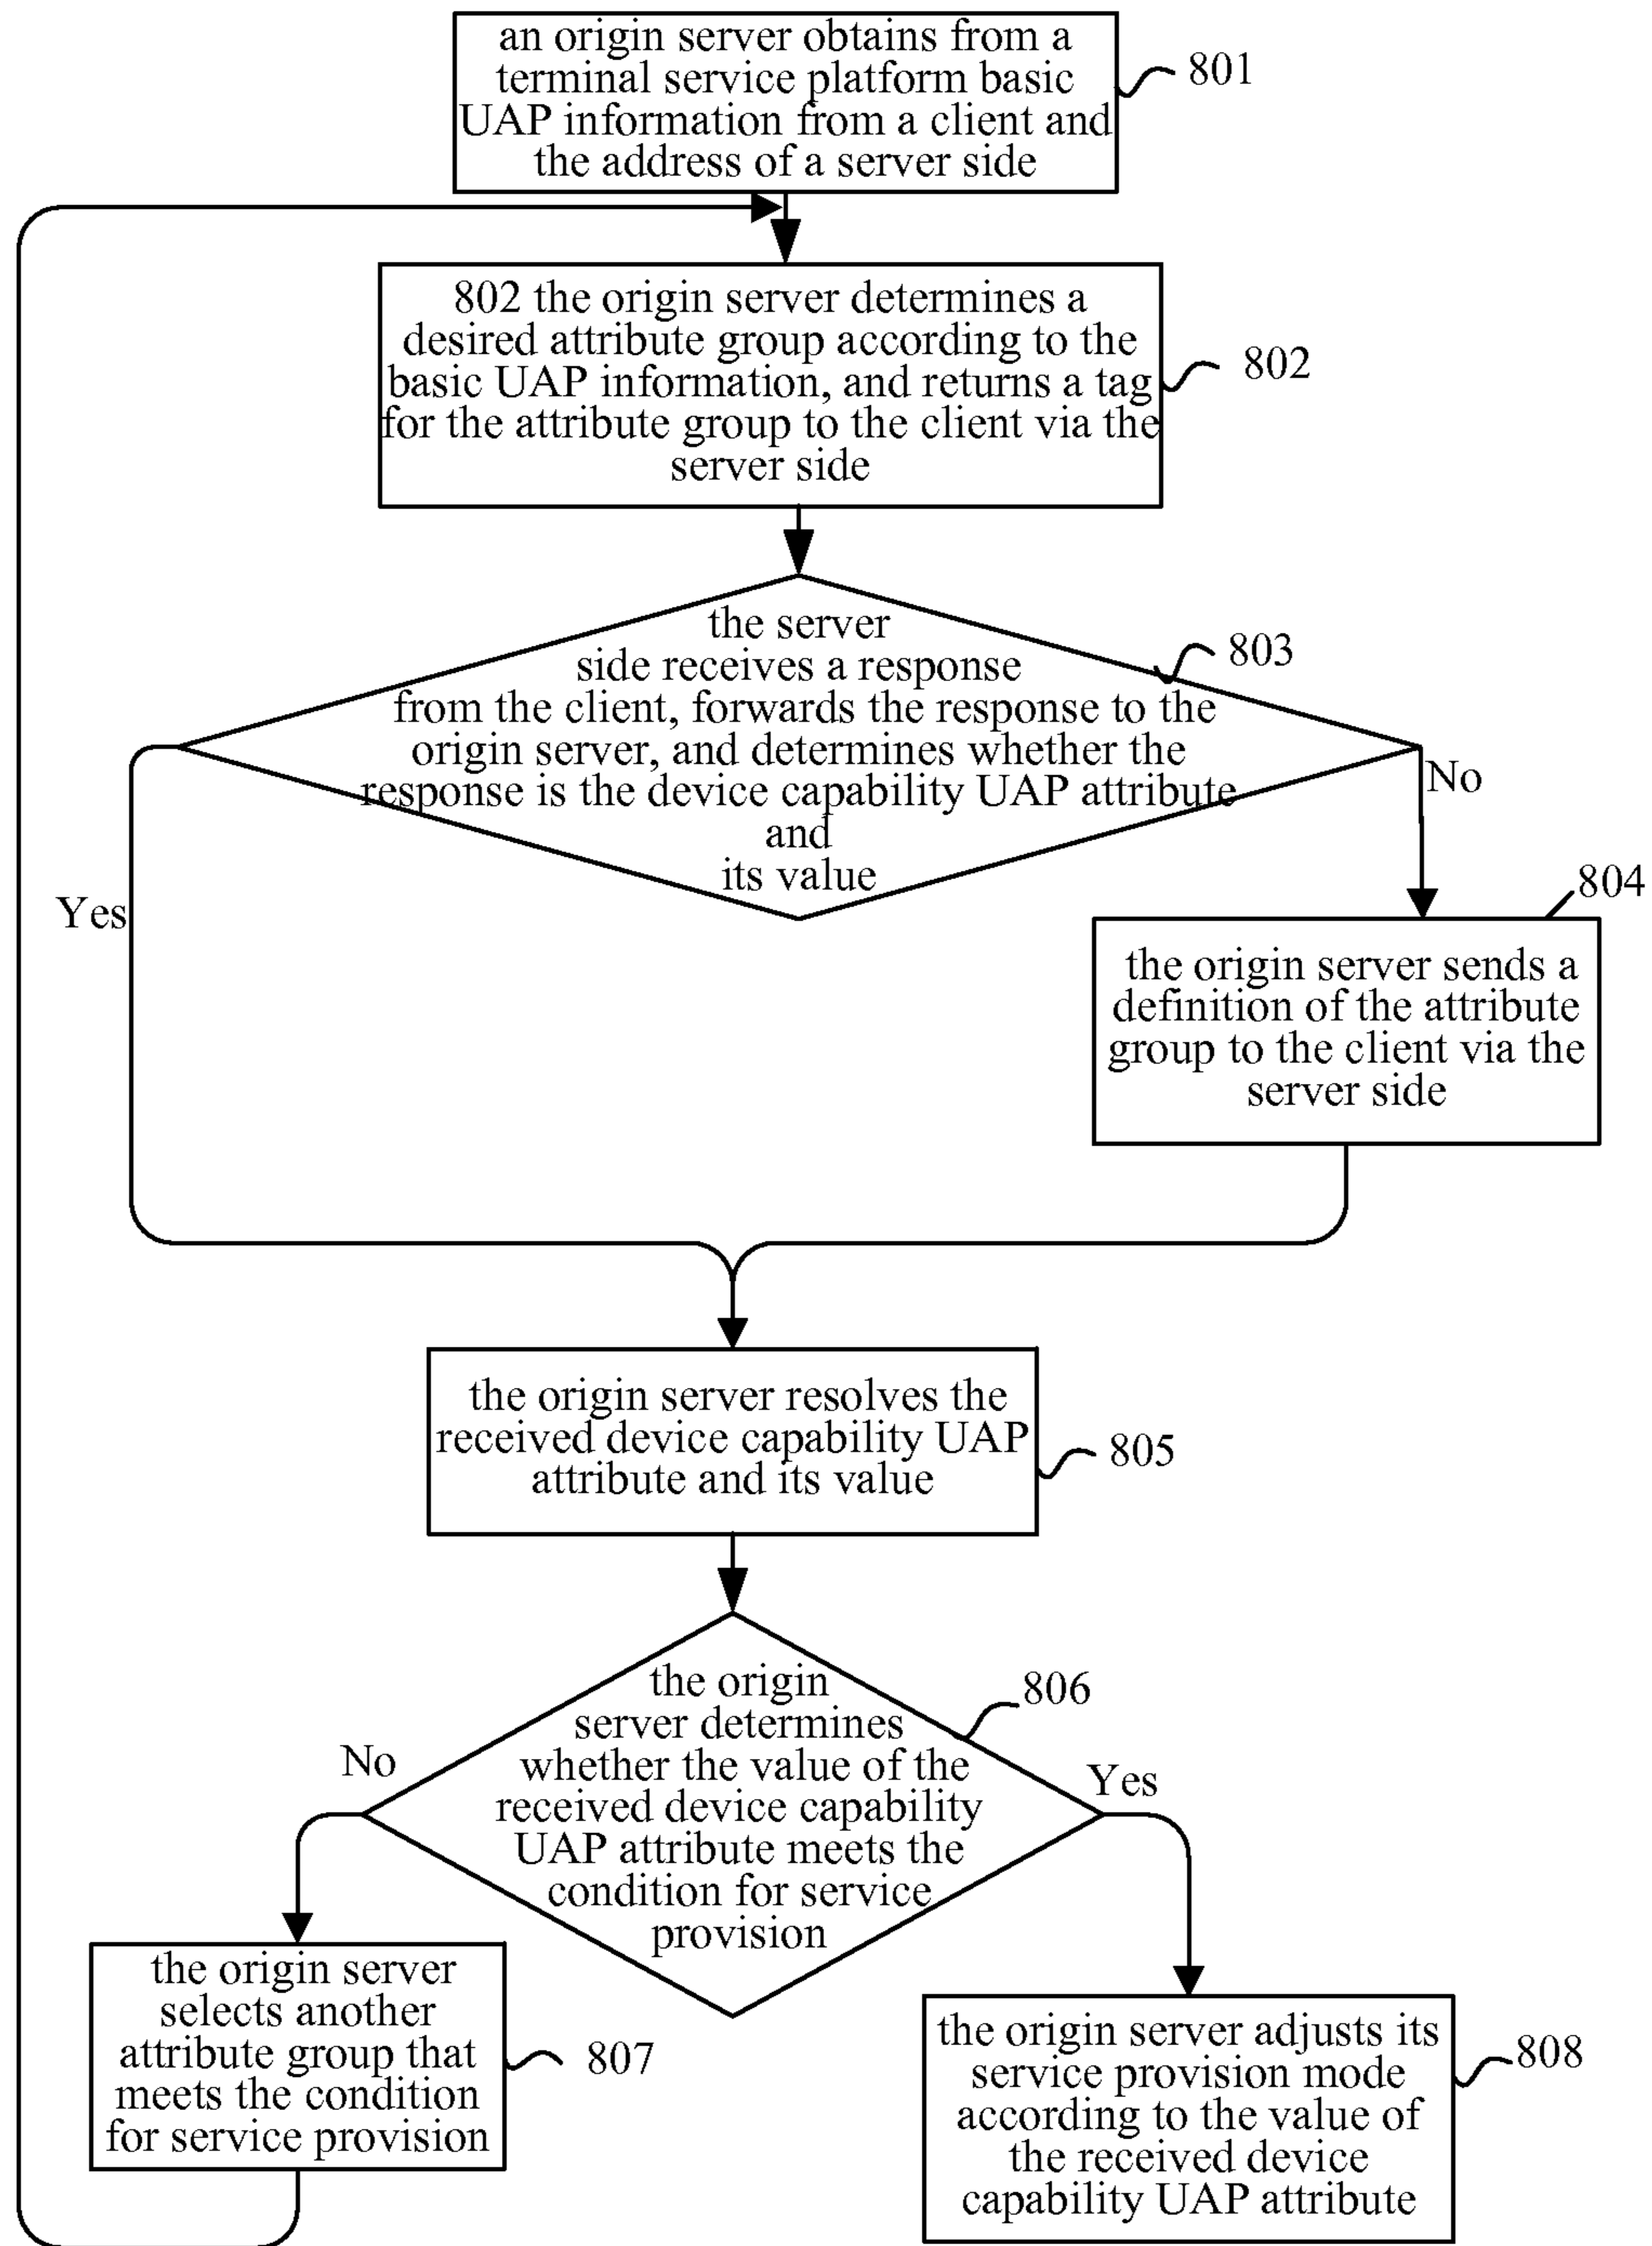 an origin server obtains from a
terminal service platform basic
UAP information from a client and
the address of a server side
801
802 the origin server determines a
desired attribute group according to the
basic UAP information, and returns a tag
for the attribute group to the client via the
server side
802
the server
side receives a response
from the client, forwards the response to the
origin server, and determines whether the
response is the device capability UAP attribute
and
its value
803
No
Yes
804
the origin server sends a
definition of the attribute
group to the client via the
server side
the origin server resolves the
received device capability UAP
attribute and its value
805
the origin
server determines
whether the value of the
received device capability
UAP attribute meets the
condition for service
provision
806
No
Yes
the origin server
selects another
attribute group that
meets the condition
for service provision
807
the origin server adjusts its
service provision mode
according to the value of
the received device
capability UAP attribute
808